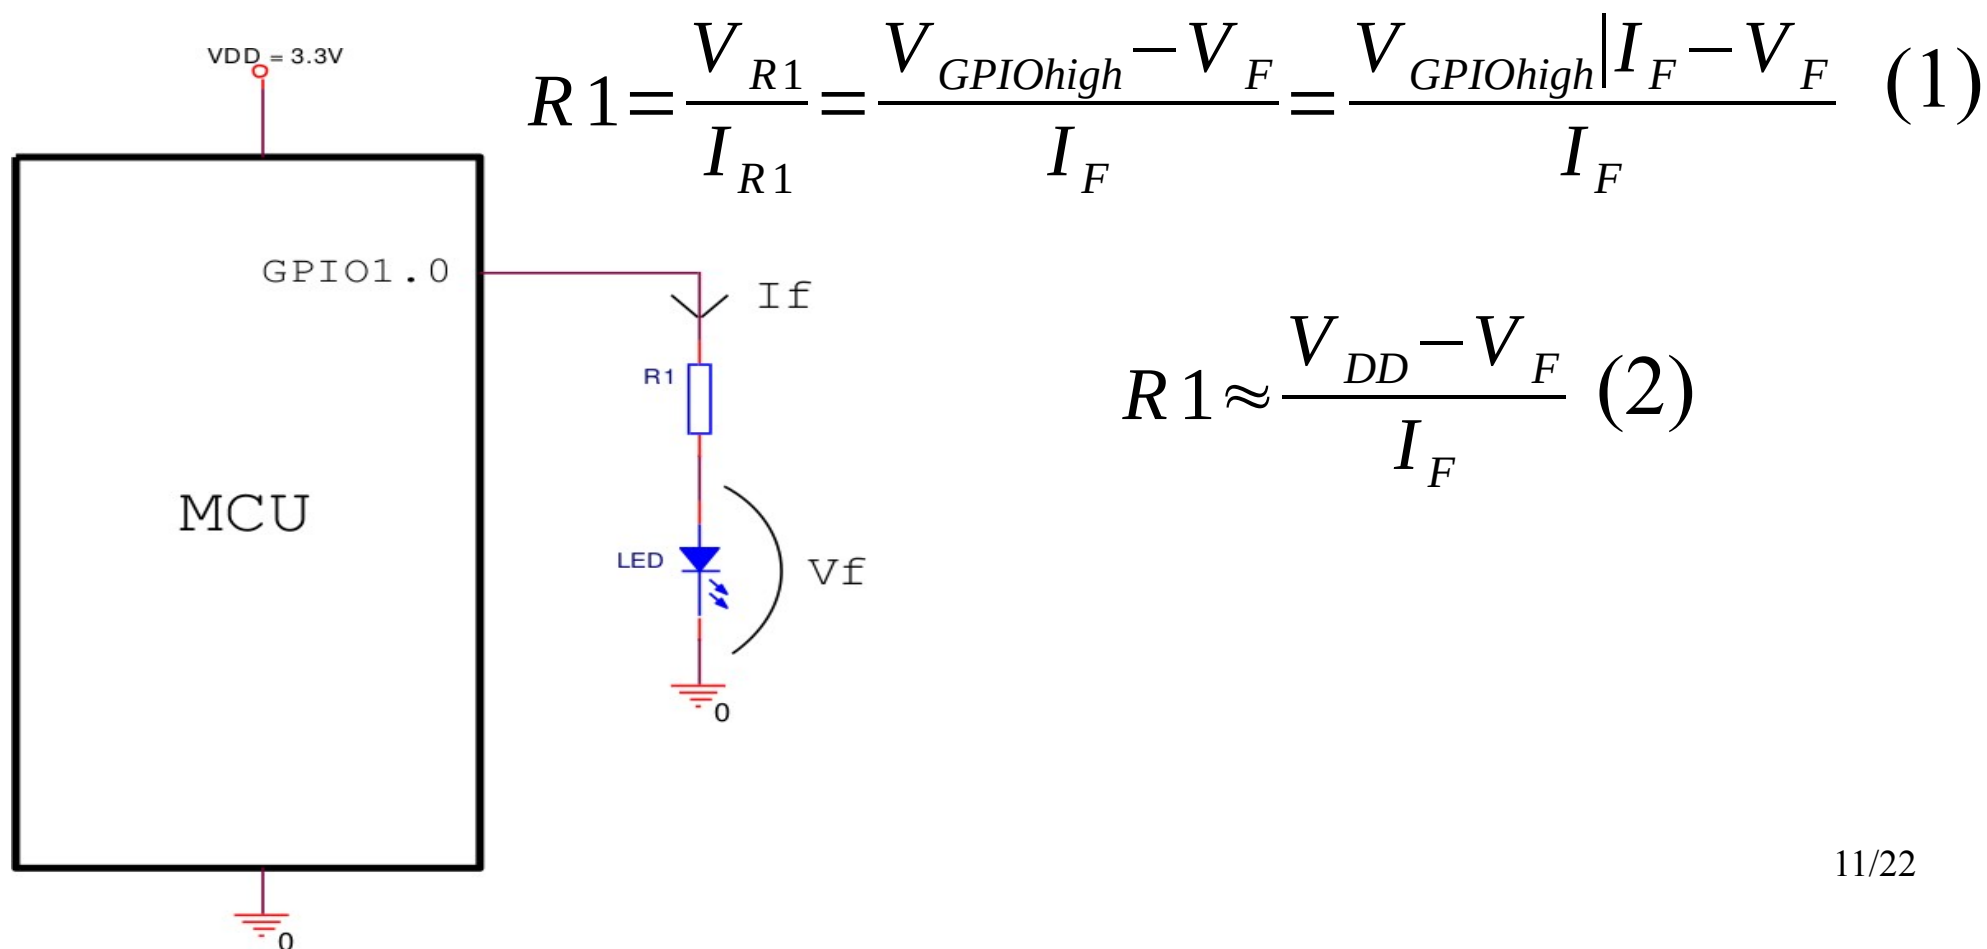 VDD = 3.3V
R1 = V_R1 / I_R1 = (V_GPIOhigh − V_F) / I_F = (V_GPIOhigh|I_F − V_F) / I_F (1)
GPIO1.0
If
R1 ≈ (V_DD − V_F) / I_F (2)
R1
MCU
LED
Vf
0
11/22
0